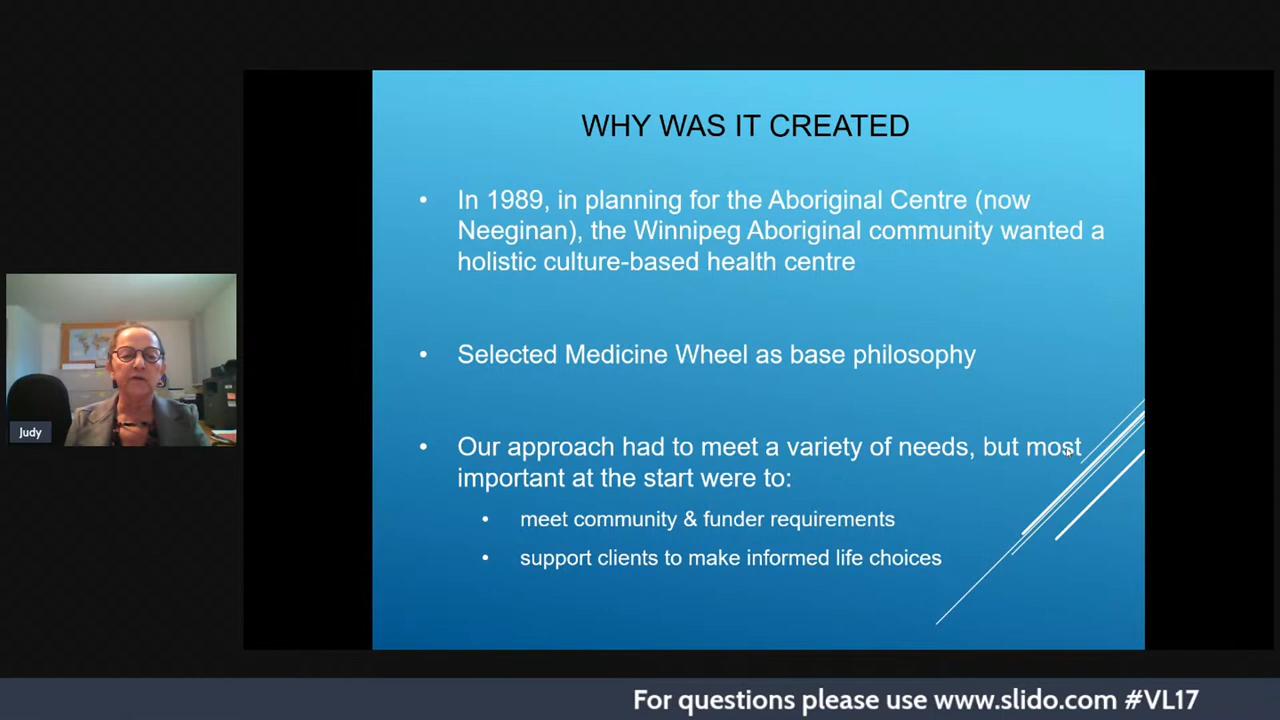 WHY WAS IT CREATED
• In 1989, in planning for the Aboriginal Centre (now
Neeginan), the Winnipeg Aboriginal community wanted a
holistic culture-based health centre
• Selected Medicine Wheel as base philosophy
• Our approach had to meet a variety of needs, but most
important at the start were to:
• meet community & funder requirements
• support clients to make informed life choices
Judy
For questions please use www.slido.com #VL17